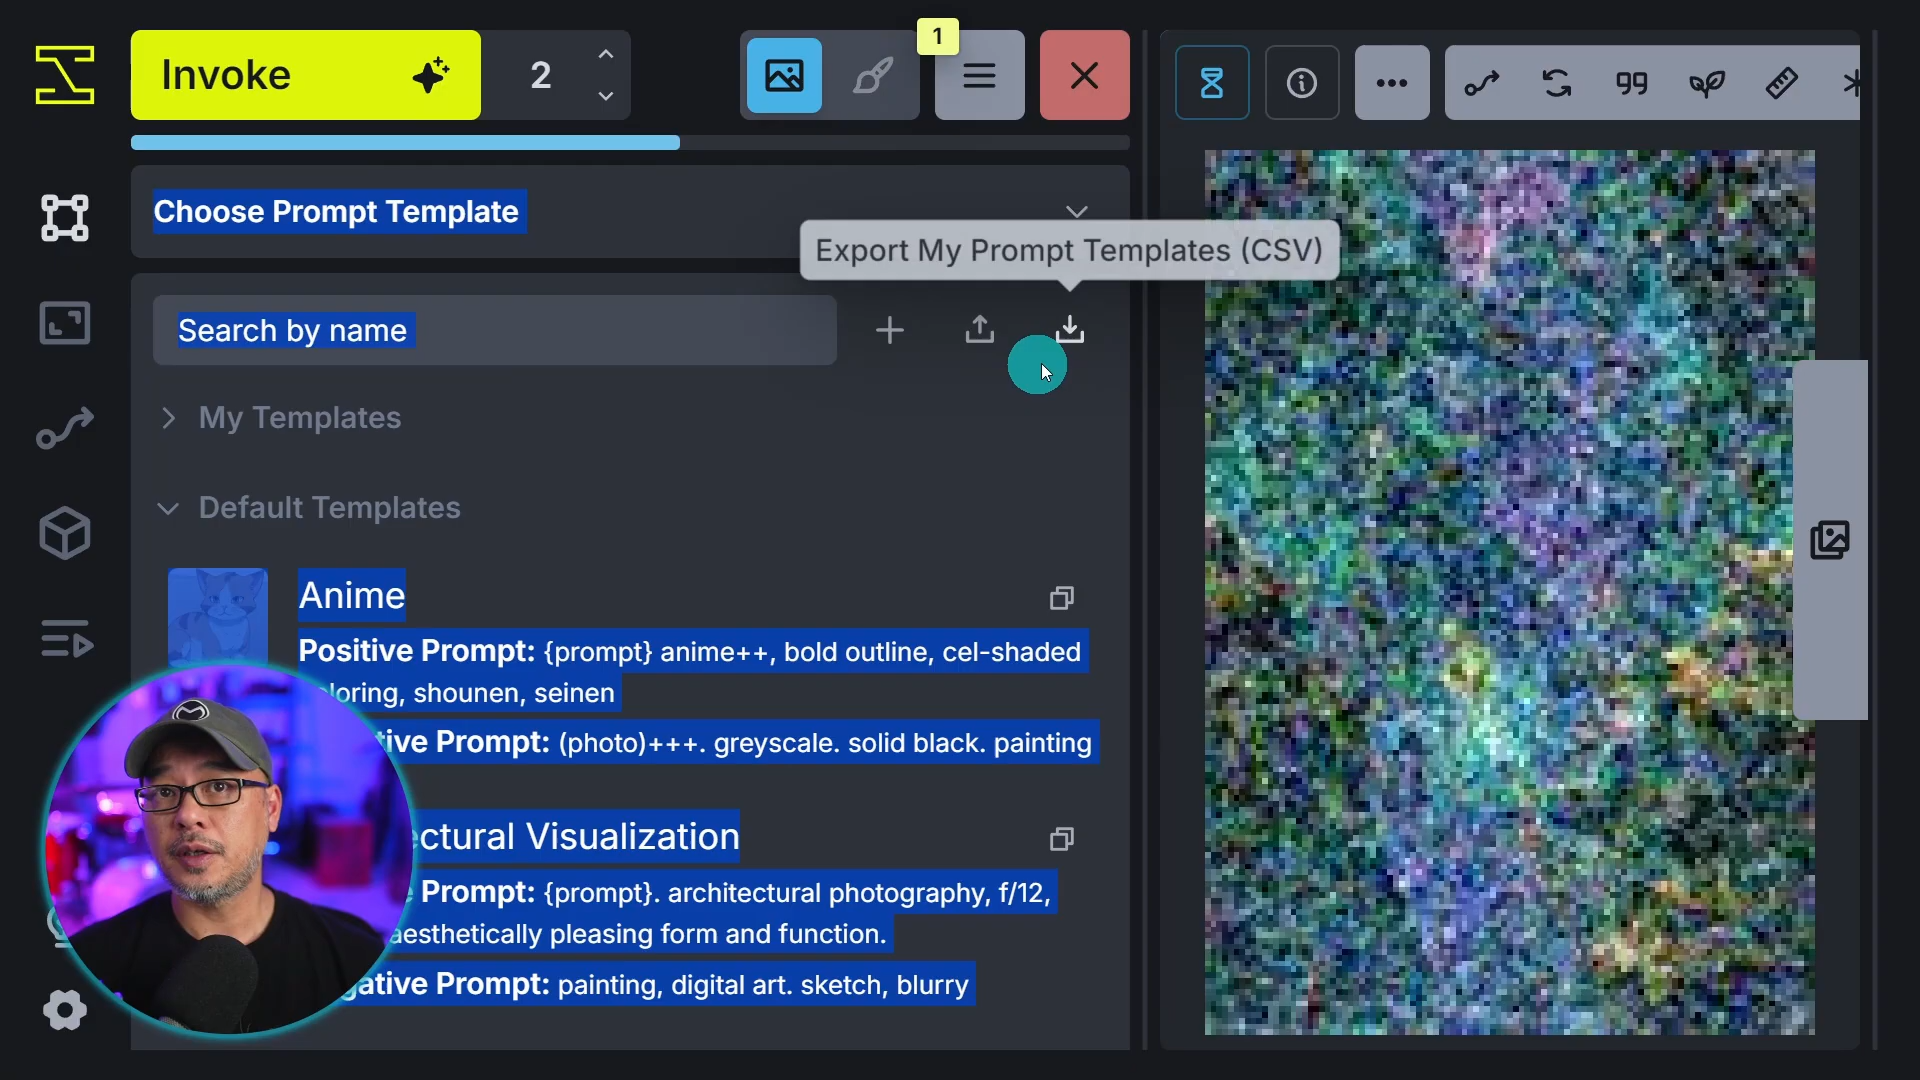 Invoke
2
1
Choose Prompt Template
Export My Prompt Templates (CSV)
Search by name
My Templates
Default Templates
Anime
Positive Prompt: {prompt} anime++, bold outline, cel-shaded
loring, shounen, seinen
tive Prompt: (photo)+++. greyscale. solid black. painting
ectural Visualization
e Prompt: {prompt}. architectural photography, f/12,
aesthetically pleasing form and function.
gative Prompt: painting, digital art. sketch, blurry